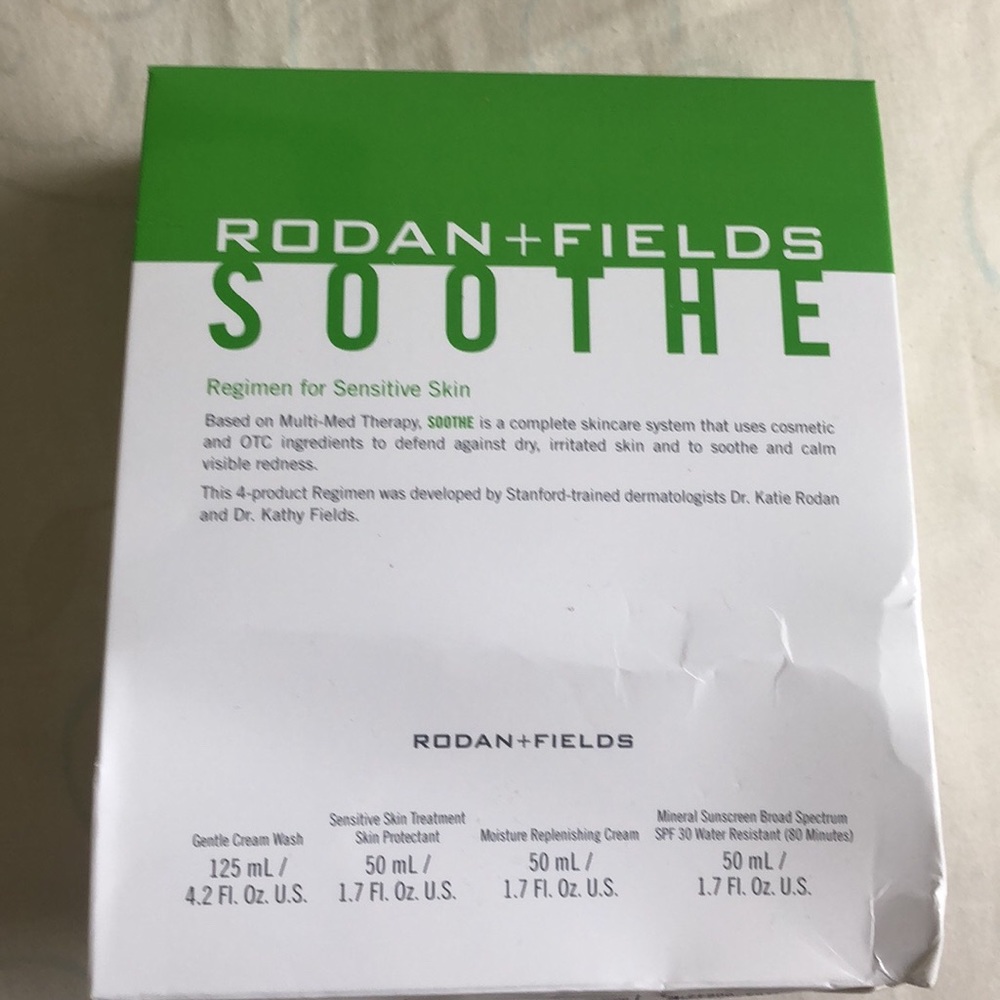 RODAN+FIELDS
SOOTHE
Regimen for Sensitive Skin
Based on Multi-Med Therapy, SOOTHE is a complete skincare system that uses cosmetic
and OTC ingredients to defend against dry, irritated skin and to soothe and calm
visible redness.
This 4-product Regimen was developed by Stanford-trained dermatologists Dr. Katie Rodan
and Dr. Kathy Fields.
RODAN+FIELDS
Gentle Cream Wash
125 mL /
4.2 Fl. Oz. U.S.
Sensitive Skin Treatment
Skin Protectant
50 mL /
1.7 Fl. Oz. U.S.
Moisture Replenishing Cream
50 mL /
1.7 Fl. Oz. U.S.
Mineral Sunscreen Broad Spectrum
SPF 30 Water Resistant (80 Minutes)
50 mL /
1.7 Fl. Oz. U.S.